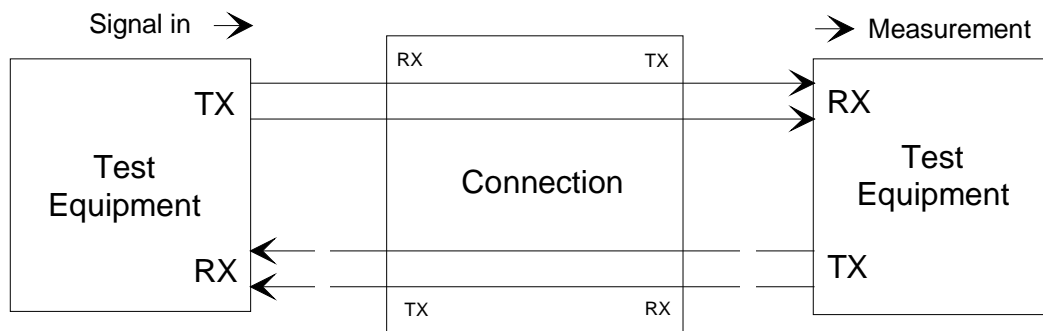 Signal in
Measurement
RX
TX
TX
RX
Test
Equipment
Connection
Test
Equipment
RX
TX
TX
RX